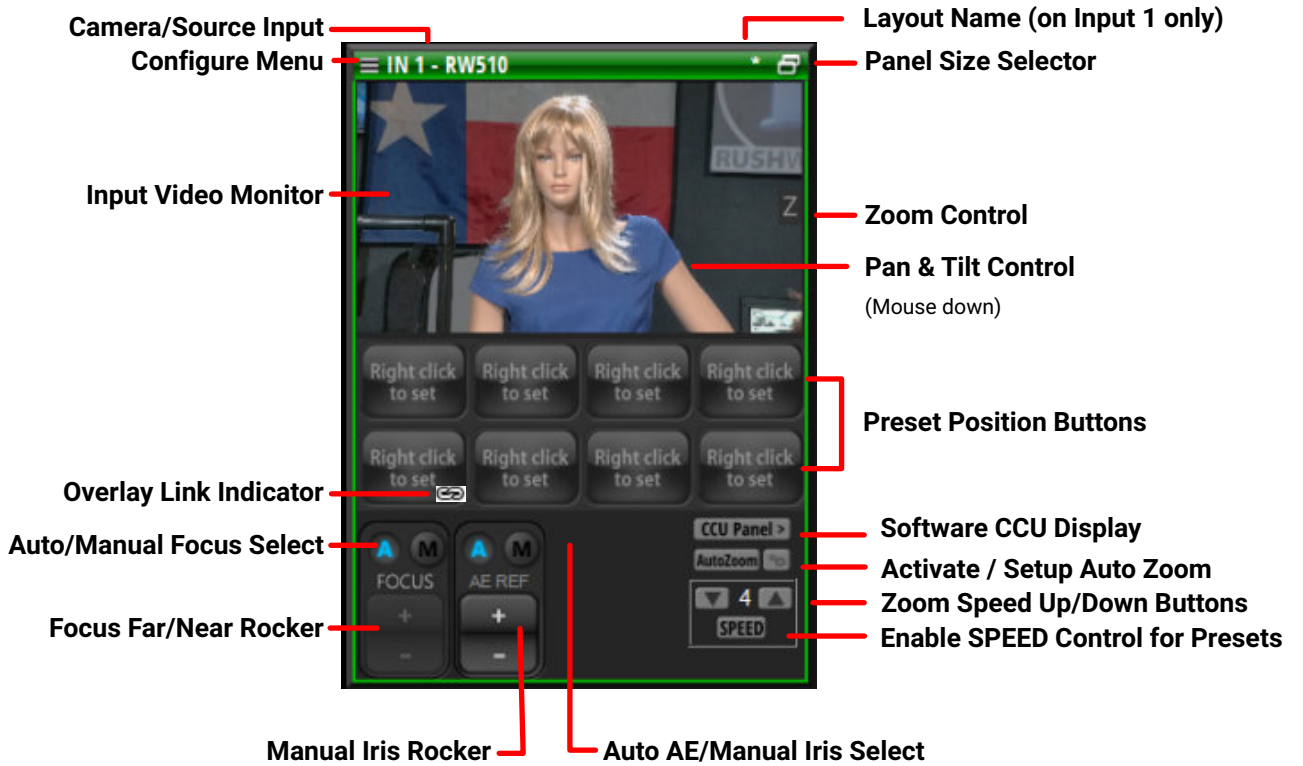 Camera/Source Input
Layout Name (on Input 1 only)
Configure Menu
IN 1 - RW510
*
Panel Size Selector
RUSHW
Input Video Monitor
Z
Zoom Control
Pan & Tilt Control
(Mouse down)
Right click to set
Right click to set
Right click to set
Right click to set
Preset Position Buttons
Right click to set
Right click to set
Right click to set
Right click to set
Overlay Link Indicator
Auto/Manual Focus Select
A M
FOCUS
+
-
A M
AE REF
+
-
CCU Panel >
Software CCU Display
AutoZoom
Activate / Setup Auto Zoom
4
Zoom Speed Up/Down Buttons
SPEED
Enable SPEED Control for Presets
Focus Far/Near Rocker
Manual Iris Rocker
Auto AE/Manual Iris Select